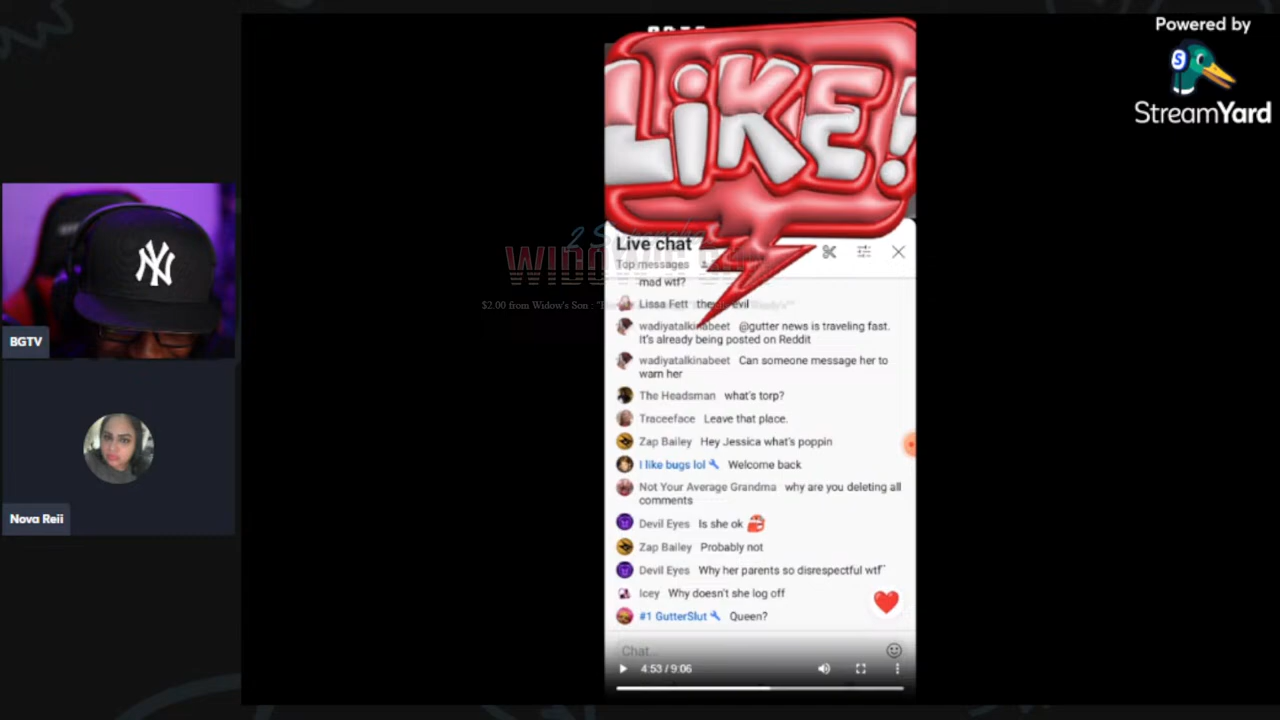 Powered by
StreamYard
LiKE!
Live chat
Top messages
mad wtf?
Lissa Fett evil
wadiyatalkinabeet @gutter news is traveling fast.
It's already being posted on Reddit
wadiyatalkinabeet Can someone message her to
warn her
The Headsman what's torp?
Traceeface Leave that place.
Zap Bailey Hey Jessica what's poppin
I like bugs lol Welcome back
Not Your Average Grandma why are you deleting all
comments
Devil Eyes Is she ok
Zap Bailey Probably not
Devil Eyes Why her parents so disrespectful wtf
Icey Why doesn't she log off
#1 GutterSlut Queen?
Chat...
4:53 / 9:06
$2.00 from Widow's Son : "
NY
BGTV
Nova Reii